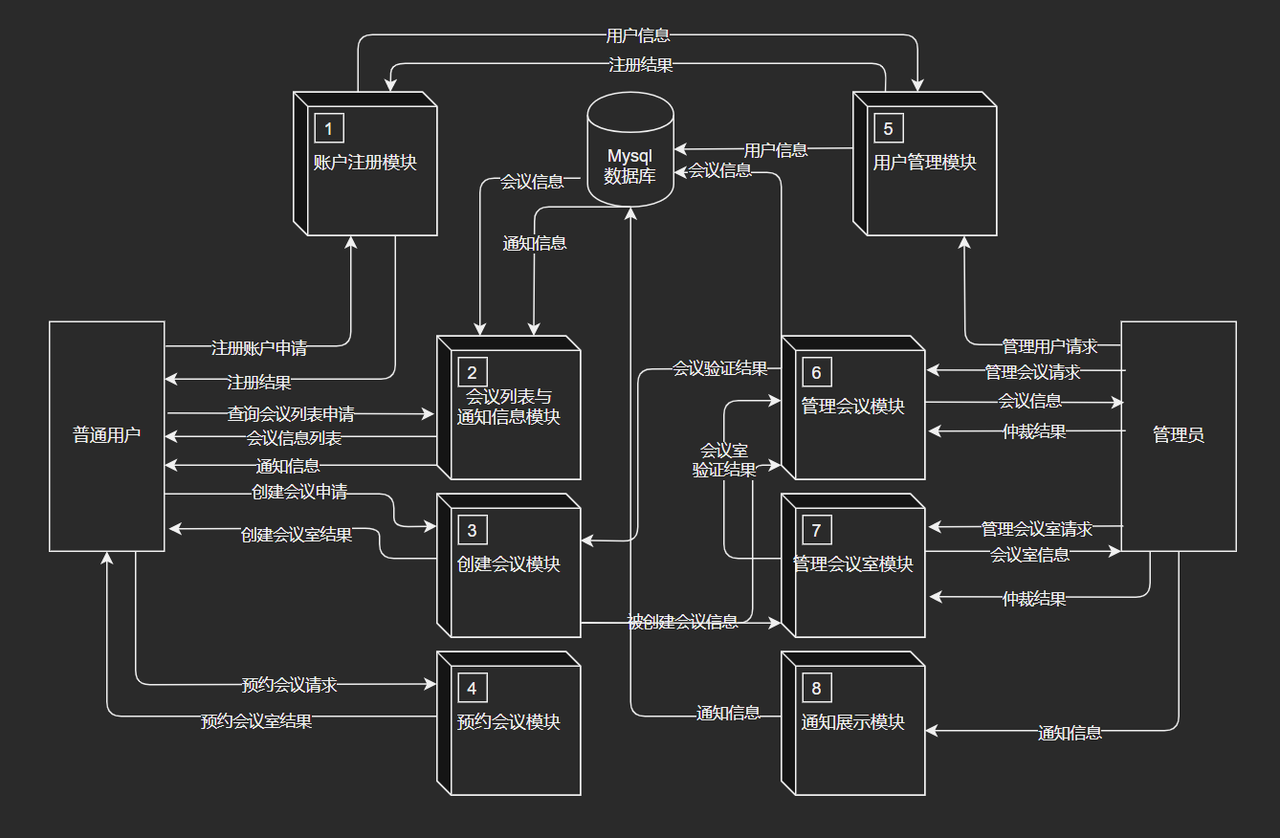 用户信息
注册结果
1
账户注册模块
Mysql
数据库
5
用户管理模块
用户信息
会议信息
会议信息
通知信息
注册账户申请
注册结果
查询会议列表申请
会议信息列表
通知信息
创建会议申请
创建会议室结果
普通用户
2
会议列表与
通知信息模块
会议验证结果
6
管理会议模块
会议室
验证结果
管理用户请求
管理会议请求
会议信息
仲裁结果
管理员
3
创建会议模块
7
管理会议室模块
管理会议室请求
会议室信息
仲裁结果
被创建会议信息
预约会议请求
预约会议室结果
4
预约会议模块
通知信息
8
通知展示模块
通知信息